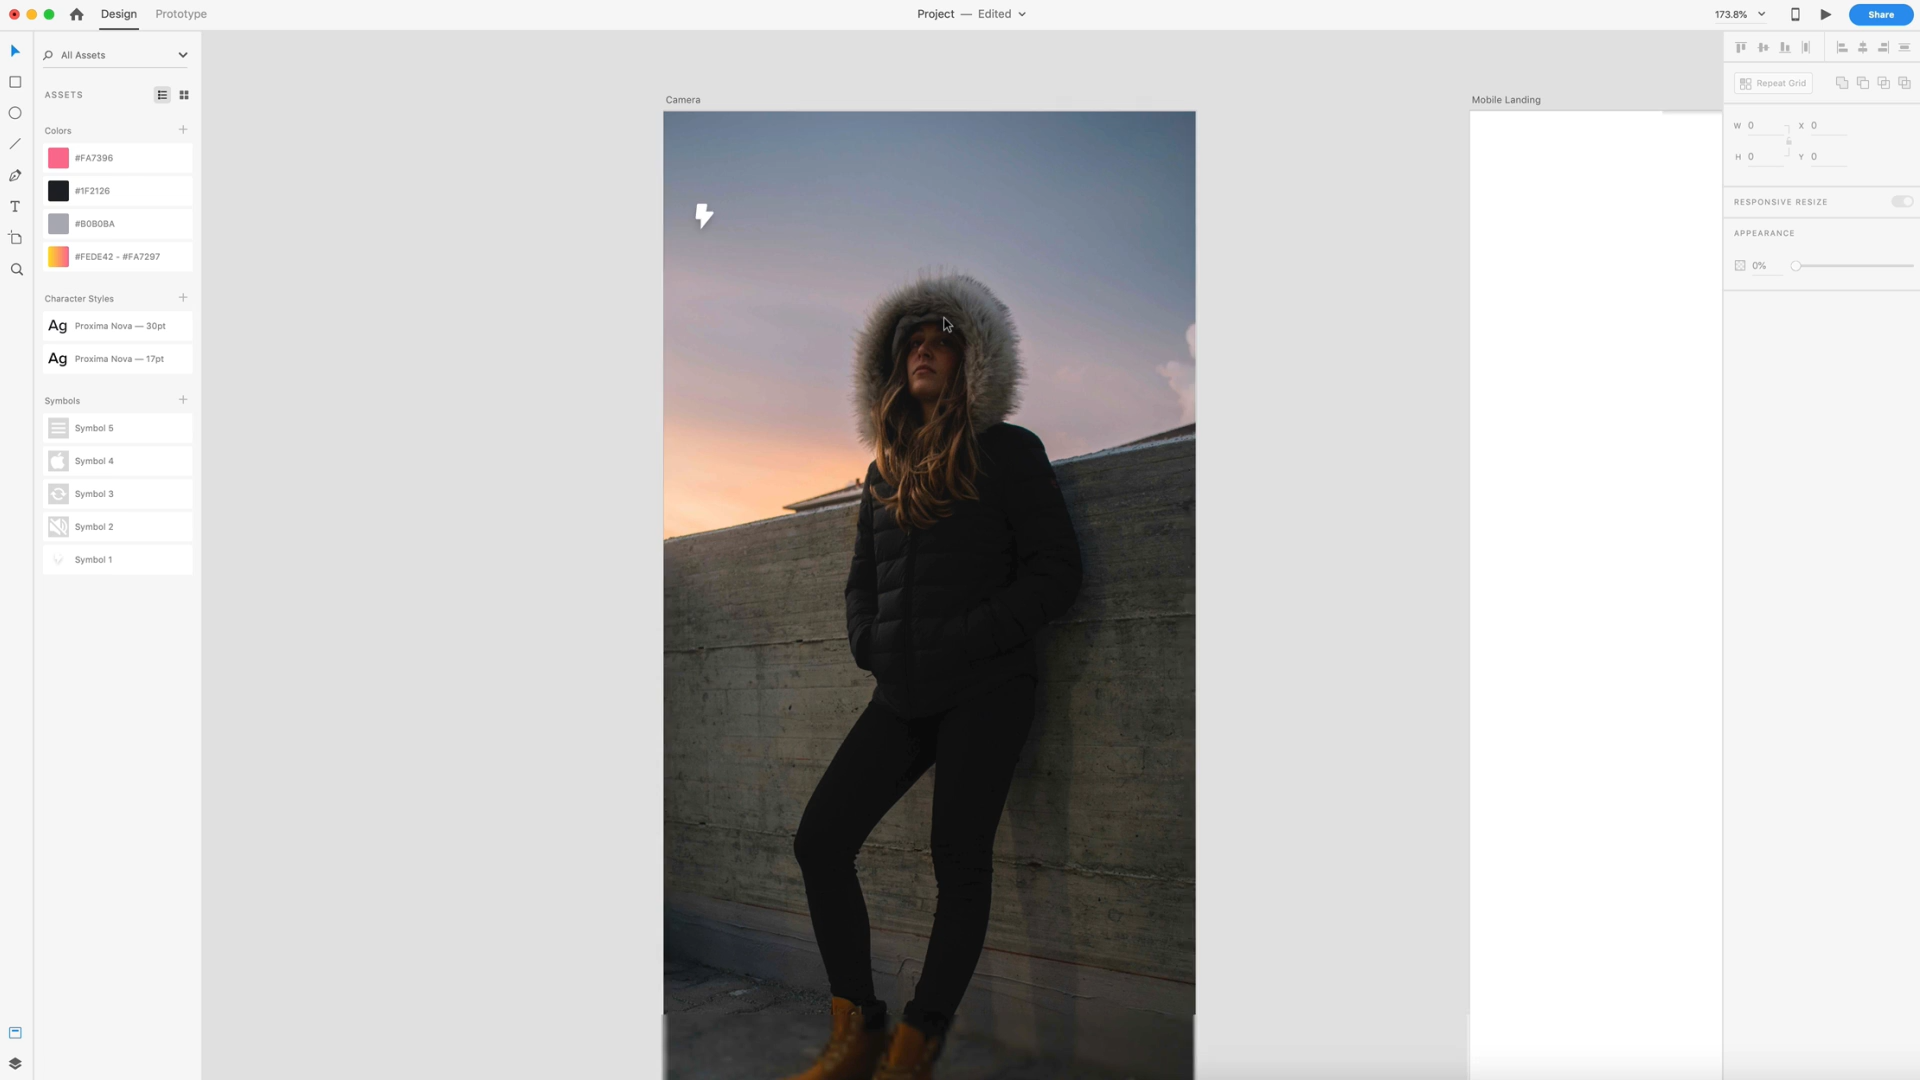 Design
Prototype
Project — Edited
173.8%
Share
All Assets
ASSETS
Colors
#FA7396
#1F2126
#B0B0BA
#FEDE42 - #FA7297
Character Styles
Ag Proxima Nova — 30pt
Ag Proxima Nova — 17pt
Symbols
Symbol 5
Symbol 4
Symbol 3
Symbol 2
Symbol 1
Camera
Mobile Landing
Repeat Grid
W 0 X 0
H 0 Y 0
RESPONSIVE RESIZE
APPEARANCE
0%